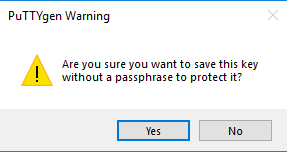 PuTTYgen Warning
Are you sure you want to save this key
without a passphrase to protect it?
Yes No